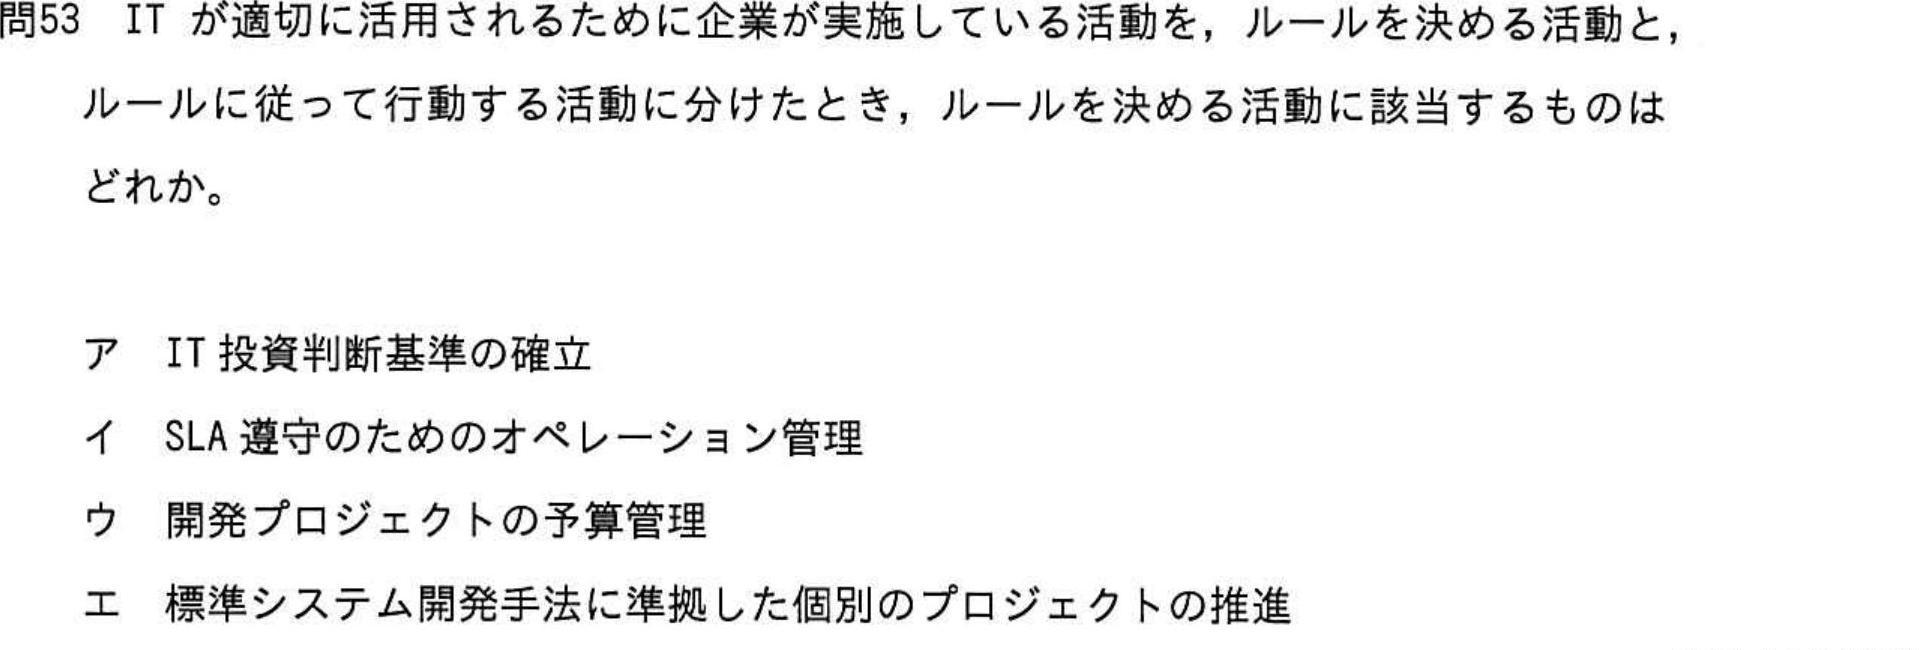 問53 IT が適切に活用されるために企業が実施している活動を，ルールを決める活動と，
ルールに従って行動する活動に分けたとき，ルールを決める活動に該当するものは
どれか。
ア IT 投資判断基準の確立
イ SLA 遵守のためのオペレーション管理
ウ 開発プロジェクトの予算管理
エ 標準システム開発手法に準拠した個別のプロジェクトの推進